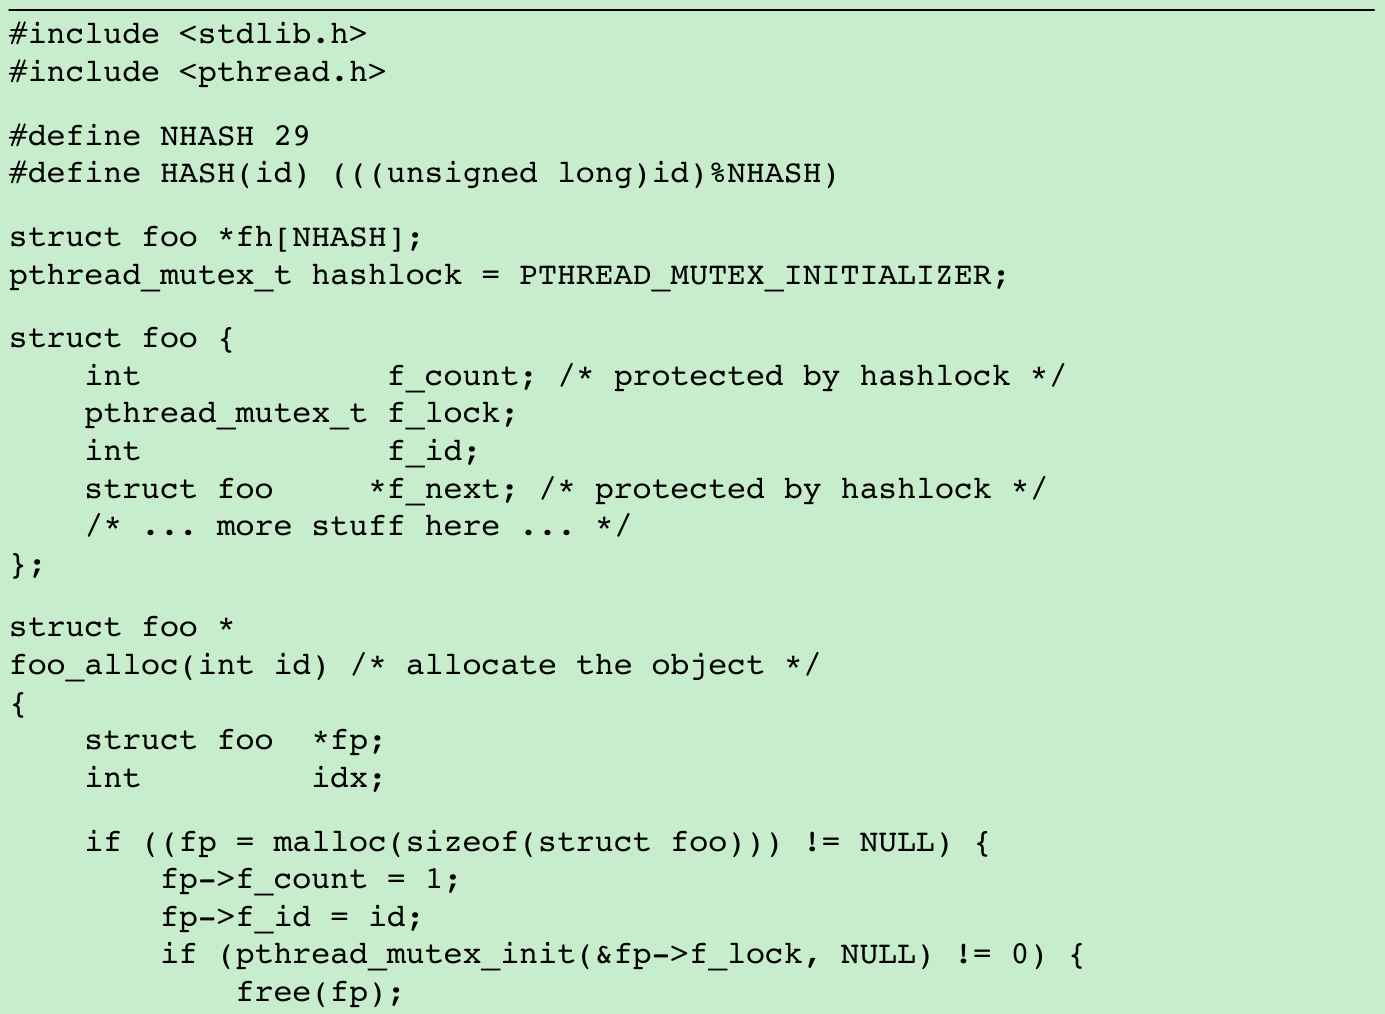 #include <stdlib.h>
#include <pthread.h>
#define NHASH 29
#define HASH(id) (((unsigned long)id)%NHASH)
struct foo *fh[NHASH];
pthread_mutex_t hashlock = PTHREAD_MUTEX_INITIALIZER;
struct foo {
    int             f_count; /* protected by hashlock */
    pthread_mutex_t f_lock;
    int             f_id;
    struct foo     *f_next; /* protected by hashlock */
    /* ... more stuff here ... */
};
struct foo *
foo_alloc(int id) /* allocate the object */
{
    struct foo  *fp;
    int         idx;
    if ((fp = malloc(sizeof(struct foo))) != NULL) {
        fp->f_count = 1;
        fp->f_id = id;
        if (pthread_mutex_init(&fp->f_lock, NULL) != 0) {
            free(fp);